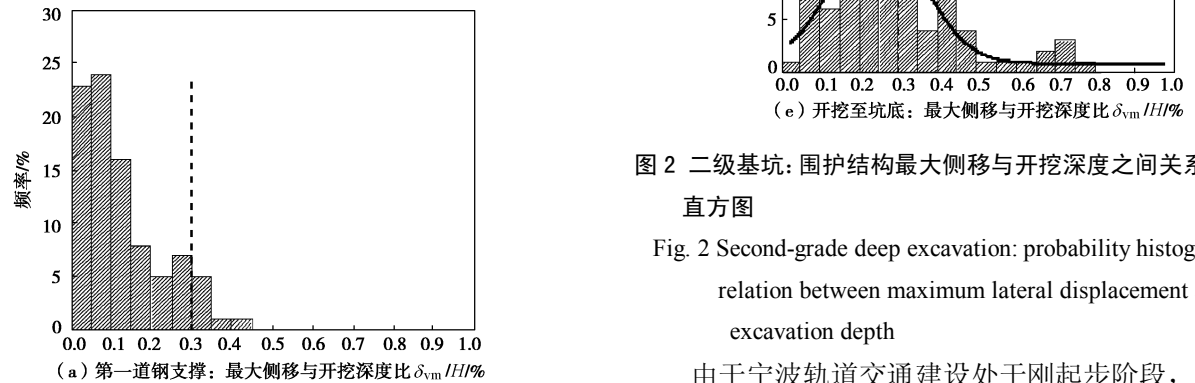 30
25
20
15
10
5
0
频率/%
0.0 0.1 0.2 0.3 0.4 0.5 0.6 0.7 0.8 0.9 1.0
（a）第一道钢支撑：最大侧移与开挖深度比δvm/H/%
5
0
0.0 0.1 0.2 0.3 0.4 0.5 0.6 0.7 0.8 0.9 1.0
（e）开挖至坑底：最大侧移与开挖深度比δvm/H/%
图 2 二级基坑：围护结构最大侧移与开挖深度之间关系
直方图
Fig. 2 Second-grade deep excavation: probability histog
relation between maximum lateral displacement
excavation depth
由于宁波轨道交通建设处于刚起步阶段，